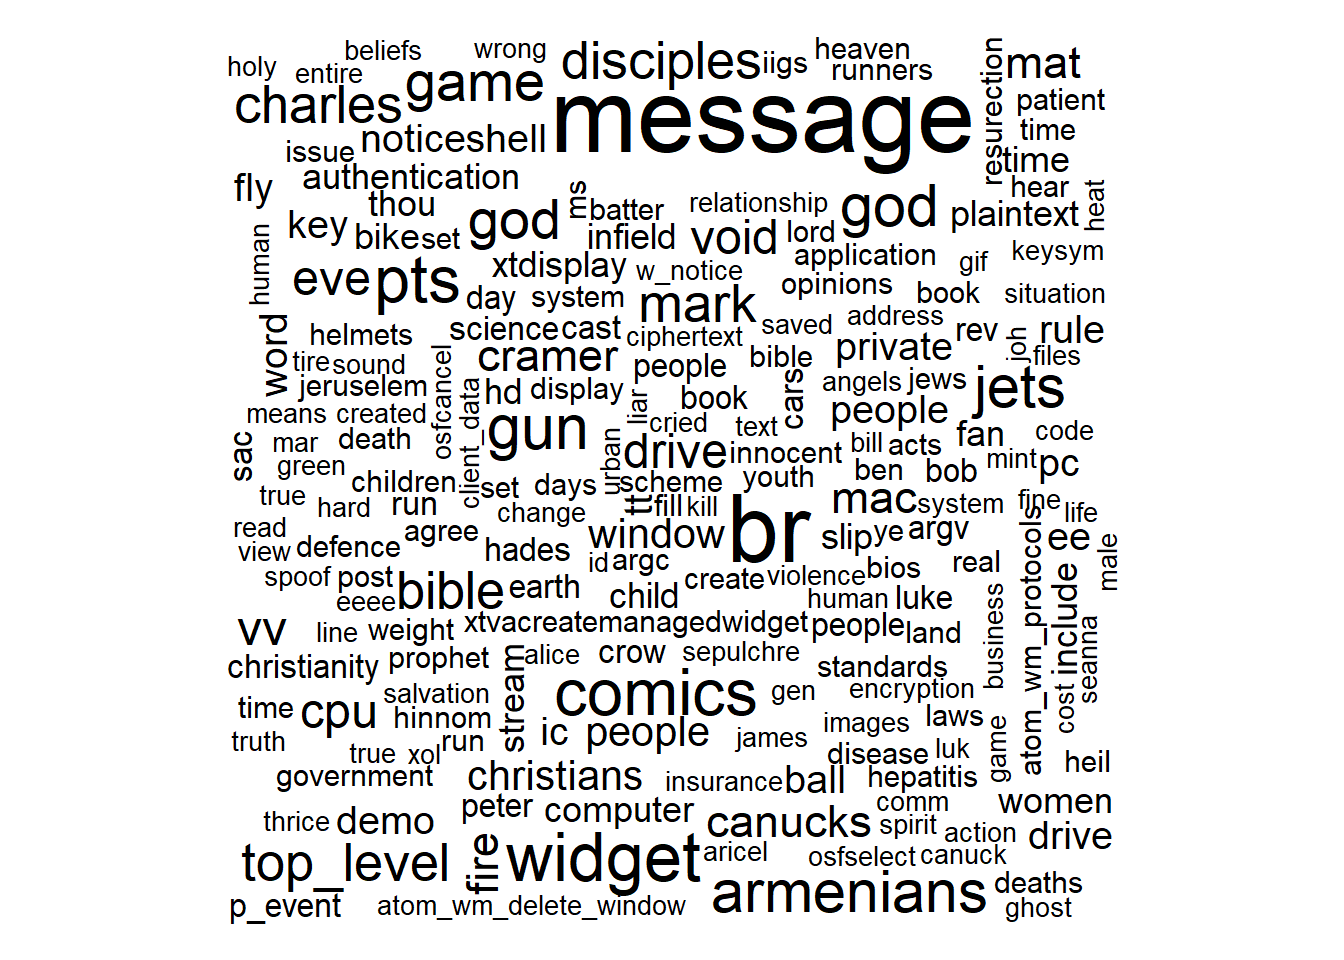 beliefs wrong disciples iigs heaven
holy entire game runners resurection mat
charles message patient
noticeshell time
issue time
fly authentication ms hear heat
thou batter relationship god plaintext
key bike set god infield void lord
human xtdisplay w_notice application gif keysym
eve pts day system mark opinions book situation
word helmets science cast ciphertext saved address rev rule
tire sound cramer people bible private joh files
jeruselem osfcancel client_data hd display liar book cars angels jews jets
means created gun cried text people fan code
sac mar death urban drive innocent bill acts mint pc
green children set days scheme youth ben bob
true hard run change ttt fill kill mac system fine life
read agree window br slip ye argv ee
view defence hades id argc real male
spoof post bible earth create violence bios atom_wm_protocols include
eeee child human luke
vv line weight xtvacreatemanagedwidget people land business seanna
christianity prophet stream alice crow sepulchre standards
salvation comics gen encryption cost
time cpu hinnom ic people images laws
truth true xol run james disease luk game heil
government christians insurance ball hepatitis
thrice demo peter computer canucks comm spirit action women drive
top_level fire widget aricel osfselect canuck
armenians deaths
p_event atom_wm_delete_window ghost